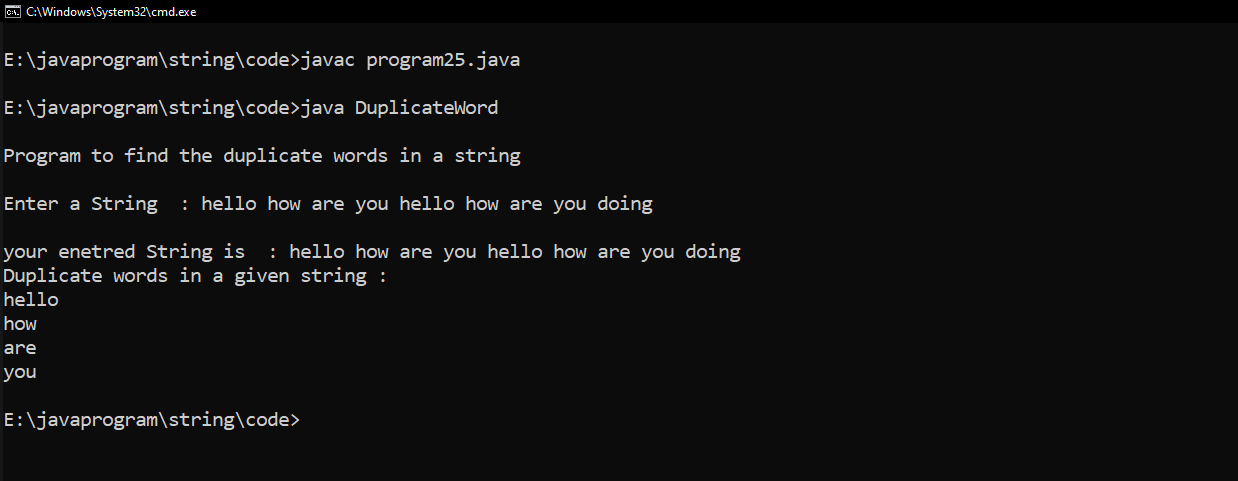 C:\Windows\System32\cmd.exe
E:\javaprogram\string\code>javac program25.java
E:\javaprogram\string\code>java DuplicateWord
Program to find the duplicate words in a string
Enter a String  : hello how are you hello how are you doing
your enetred String is  : hello how are you hello how are you doing
Duplicate words in a given string :
hello
how
are
you
E:\javaprogram\string\code>